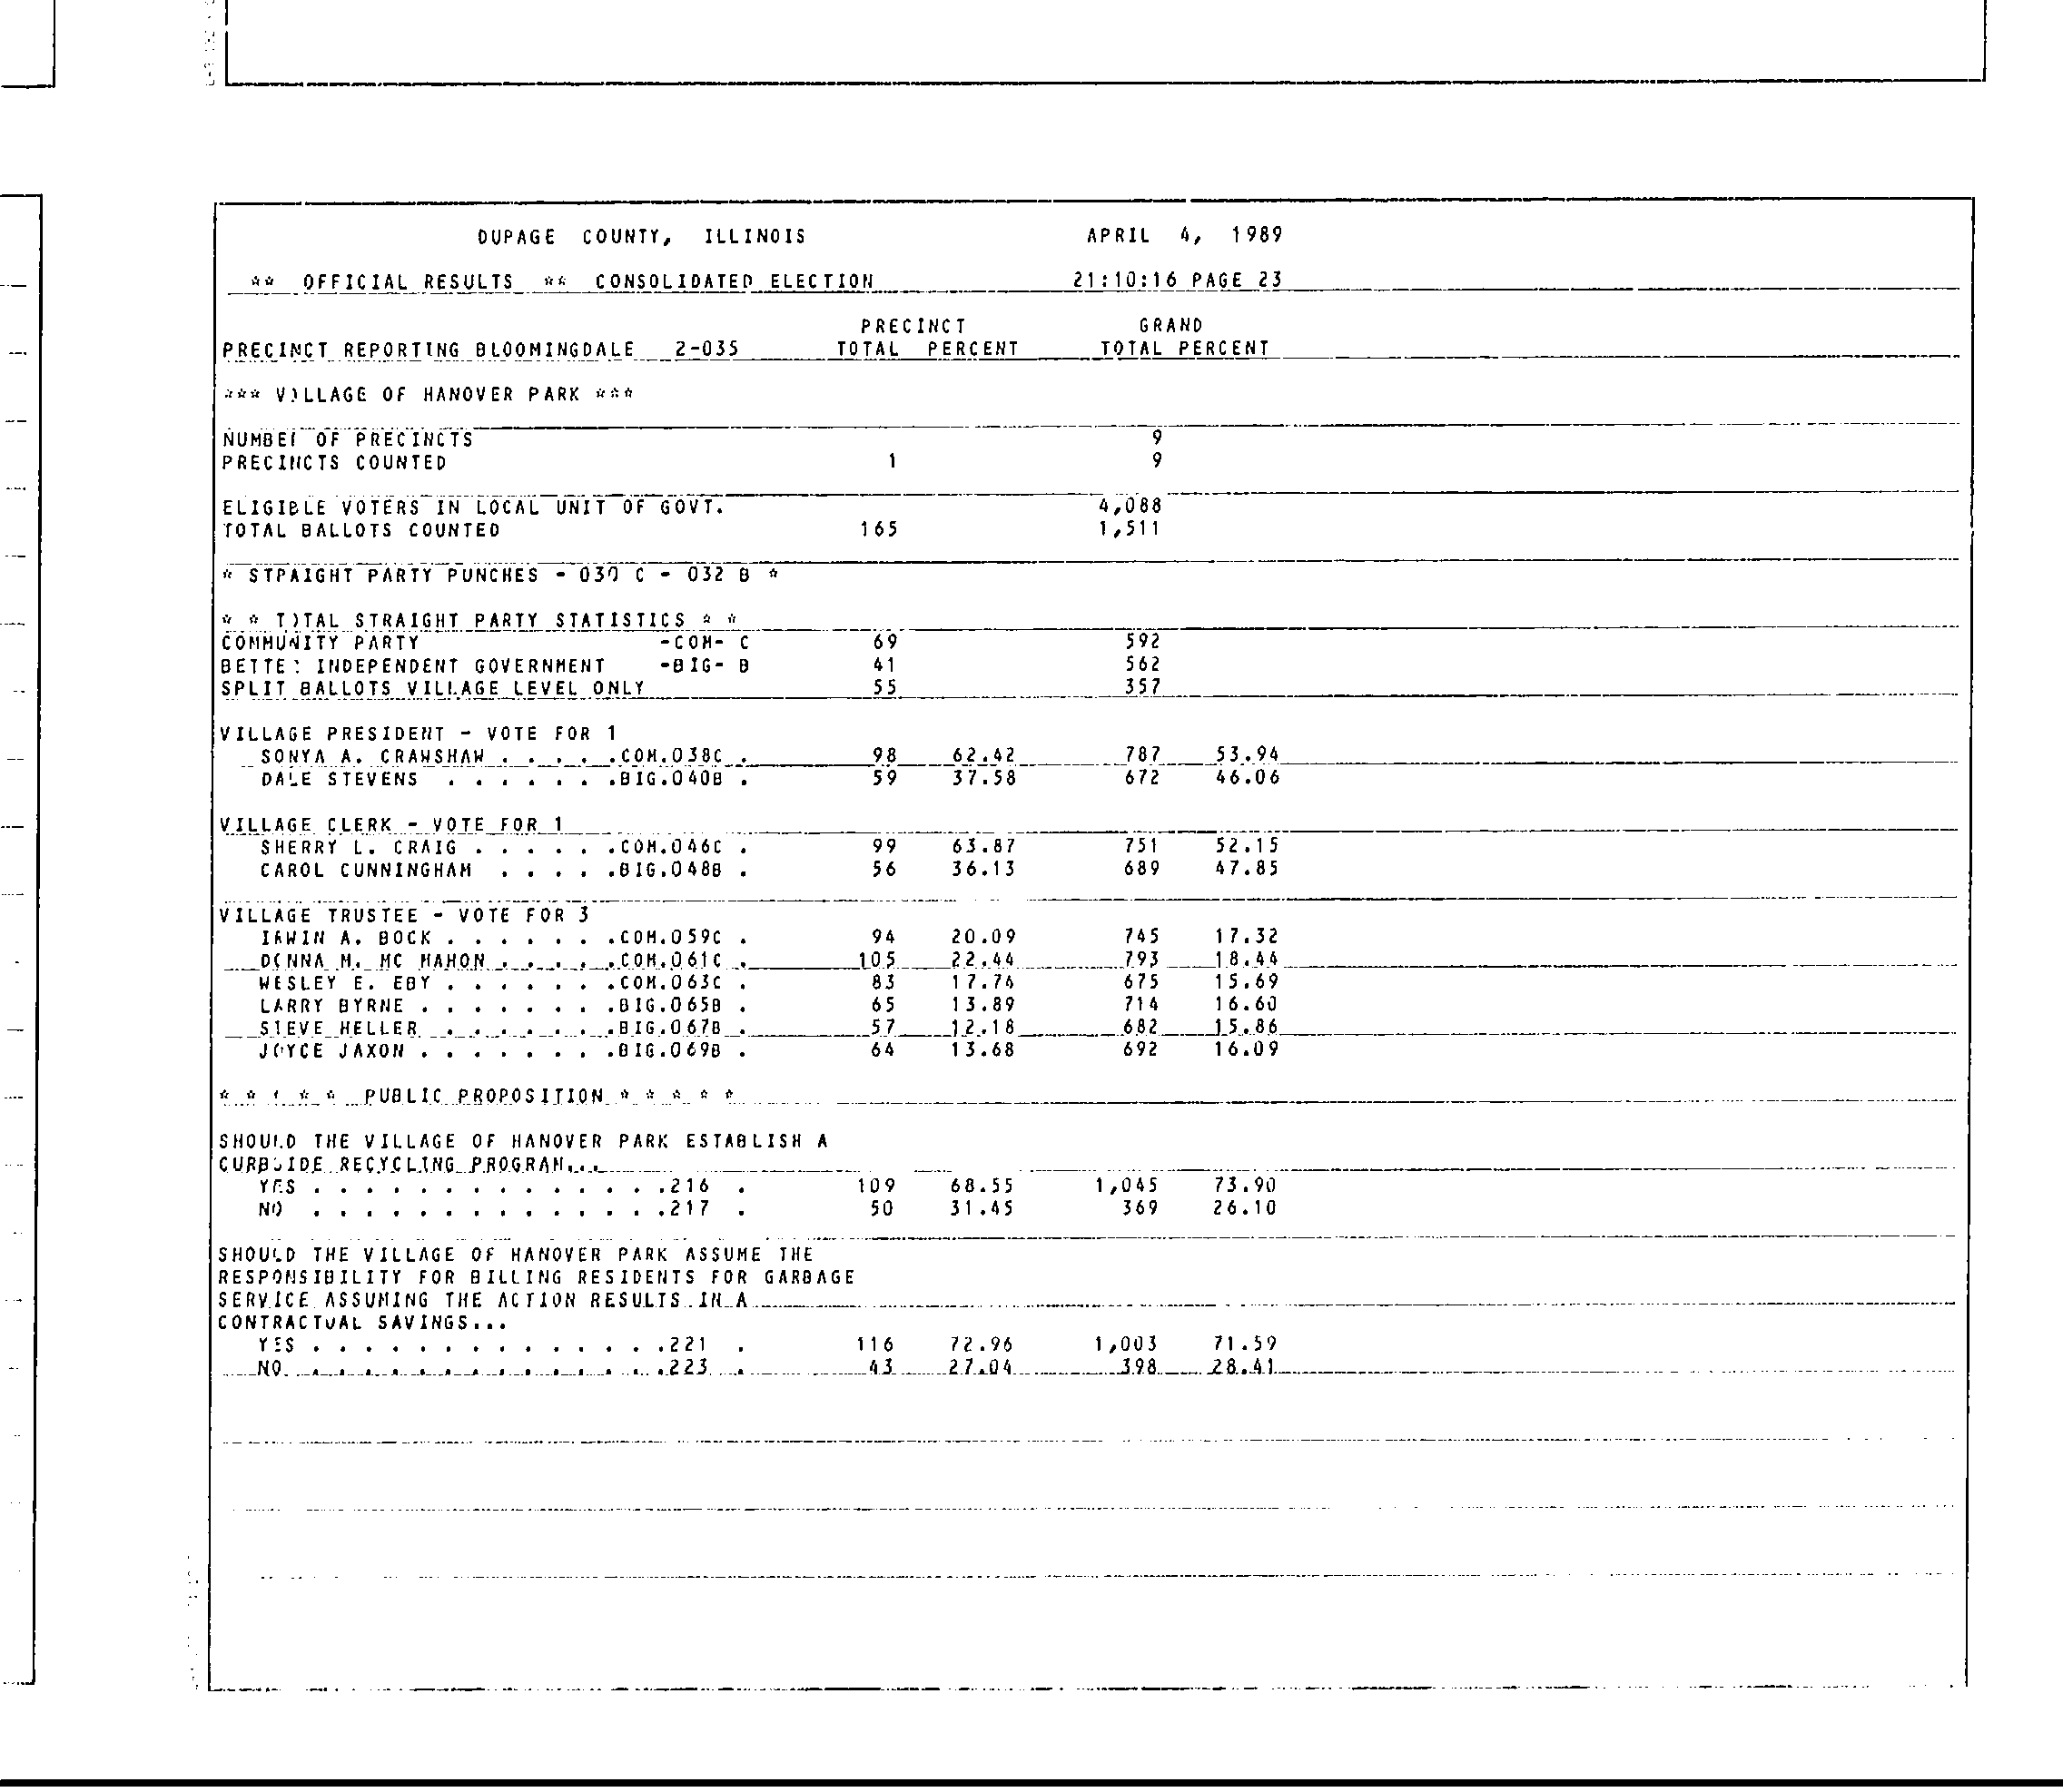 DUPAGE COUNTY, ILLINOIS APRIL 4, 1989
** OFFICIAL RESULTS ** CONSOLIDATED ELECTION 21:10:16 PAGE 23
PRECINCT GRAND
PRECINCT REPORTING BLOOMINGDALE 2-035 TOTAL PERCENT TOTAL PERCENT
*** VILLAGE OF HANOVER PARK ***
NUMBER OF PRECINCTS 9
PRECINCTS COUNTED 1 9
ELIGIBLE VOTERS IN LOCAL UNIT OF GOVT. 4,088
TOTAL BALLOTS COUNTED 165 1,511
* STRAIGHT PARTY PUNCHES - 030 C - 032 B *
* * TOTAL STRAIGHT PARTY STATISTICS * *
COMMUNITY PARTY -COM- C 69 592
BETTER INDEPENDENT GOVERNMENT -BIG- B 41 562
SPLIT BALLOTS VILLAGE LEVEL ONLY 55 357
VILLAGE PRESIDENT - VOTE FOR 1
SONYA A. CRAWSHAW . . . . .COM.038C . 98 62.42 787 53.94
DALE STEVENS . . . . . . .BIG.040B . 59 37.58 672 46.06
VILLAGE CLERK - VOTE FOR 1
SHERRY L. CRAIG . . . . . .COM.046C . 99 63.87 751 52.15
CAROL CUNNINGHAM . . . . .BIG.048B . 56 36.13 689 47.85
VILLAGE TRUSTEE - VOTE FOR 3
IRWIN A. BOCK . . . . . . .COM.059C . 94 20.09 745 17.32
DONNA M. MC MAHON . . . . .COM.061C . 105 22.44 793 18.44
WESLEY E. EBY . . . . . . .COM.063C . 83 17.74 675 15.69
LARRY BYRNE . . . . . . . .BIG.065B . 65 13.89 714 16.60
STEVE HELLER . . . . . . .BIG.067B . 57 12.18 682 15.86
JOYCE JAXON . . . . . . . .BIG.069B . 64 13.68 692 16.09
* * * * * PUBLIC PROPOSITION * * * * *
SHOULD THE VILLAGE OF HANOVER PARK ESTABLISH A
CURBSIDE RECYCLING PROGRAM...
YES . . . . . . . . . . . . . .216 . 109 68.55 1,045 73.90
NO . . . . . . . . . . . . . .217 . 50 31.45 369 26.10
SHOULD THE VILLAGE OF HANOVER PARK ASSUME THE
RESPONSIBILITY FOR BILLING RESIDENTS FOR GARBAGE
SERVICE ASSUMING THE ACTION RESULTS IN A
CONTRACTUAL SAVINGS...
YES . . . . . . . . . . . . . .221 . 116 72.96 1,003 71.59
NO . . . . . . . . . . . . . .223 . 43 27.04 398 28.41